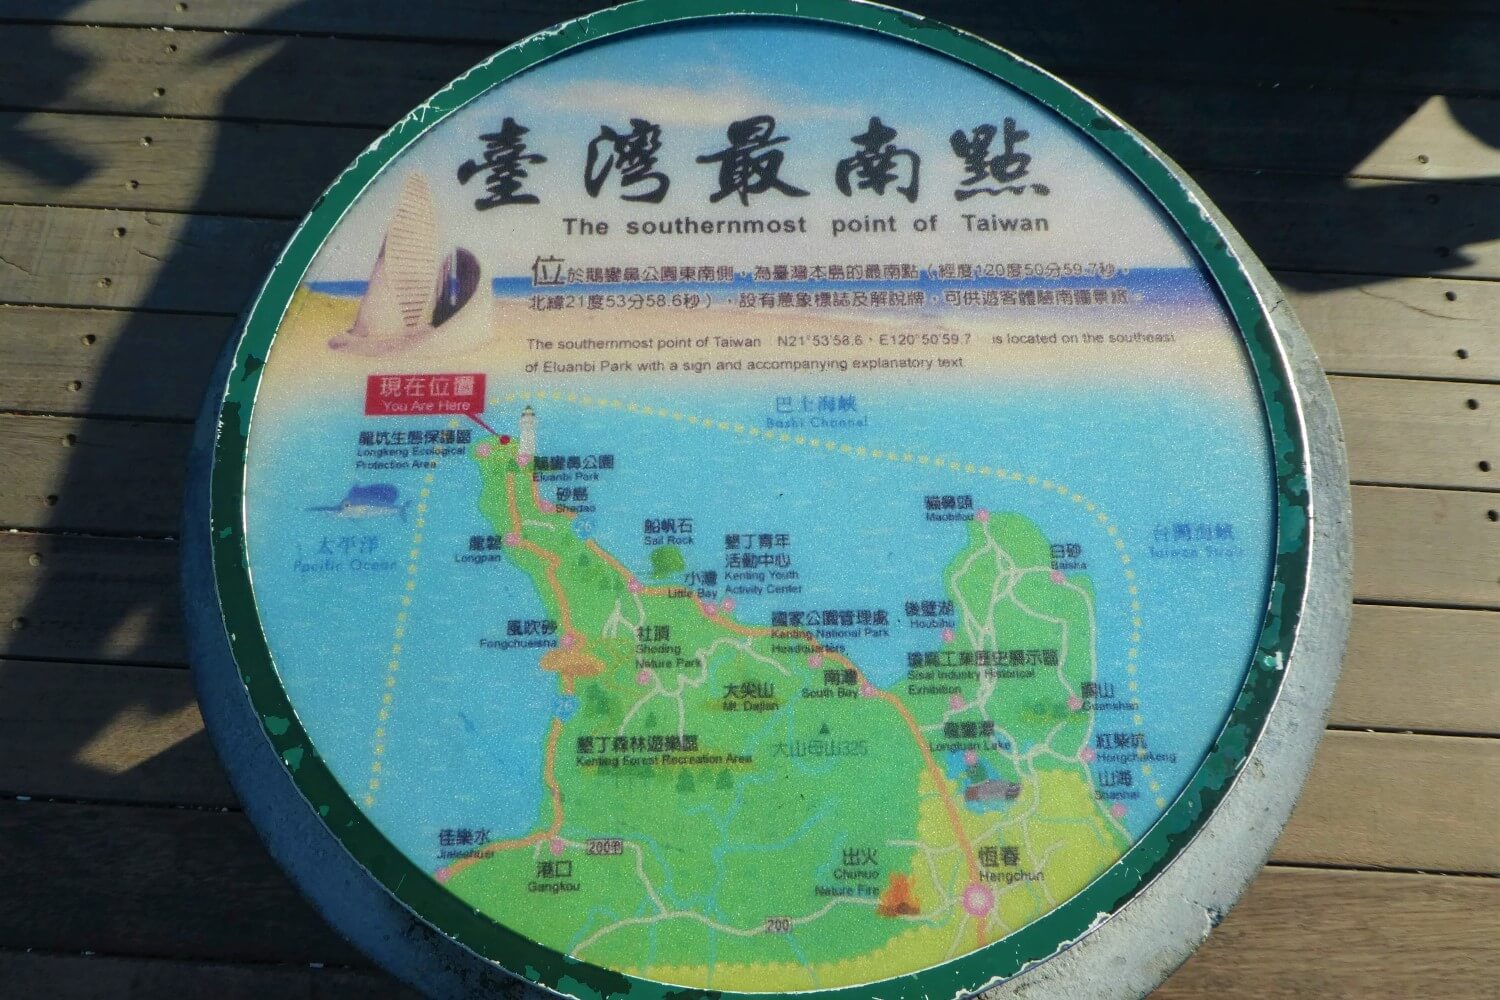 臺灣最南點
The southernmost point of Taiwan
位於鵝鑾鼻公園東南側，為臺灣本島的最南點（經度120度50分59.7秒，
北緯21度53分58.6秒），設有意象標誌及解說牌，可供遊客體驗南疆景緻。
The southernmost point of Taiwan N21°53'58.6、E120°50'59.7 is located on the southeast
of Eluanbi Park with a sign and accompanying explanatory text
現在位置
You Are Here
巴士海峽
Bashi Channel
龍坑生態保護區
Longkeng Ecological
Protection Area
鵝鑾鼻公園
Eluanbi Park
砂島
Shadao
26
太平洋
Pacific Ocean
龍磐
Longpan
船帆石
Sail Rock
小灣
Little Bay
墾丁青年
活動中心
Kenting Youth
Activity Center
貓鼻頭
Maobitou
白砂
Baisha
台灣海峽
風吹砂
Fongchueisha
社頂
Sheding
Nature Park
國家公園管理處
Kenting National Park
Headquarters
後壁湖
Houbihu
瓊麻工業歷史展示區
Sisal Industry Historical
Exhibition
南灣
South Bay
大尖山
Mt. Dajian
關山
Guanshan
26
墾丁森林遊樂區
Kenting Forest Recreation Area
大山母山325
龍鑾潭
Longluan Lake
紅柴坑
Hongchaikeng
山海
Shanhai
佳樂水
Jialeshuei
港口
Gangkou
200
出火
Chuhuo
Nature Fire
恆春
Hengchun
200